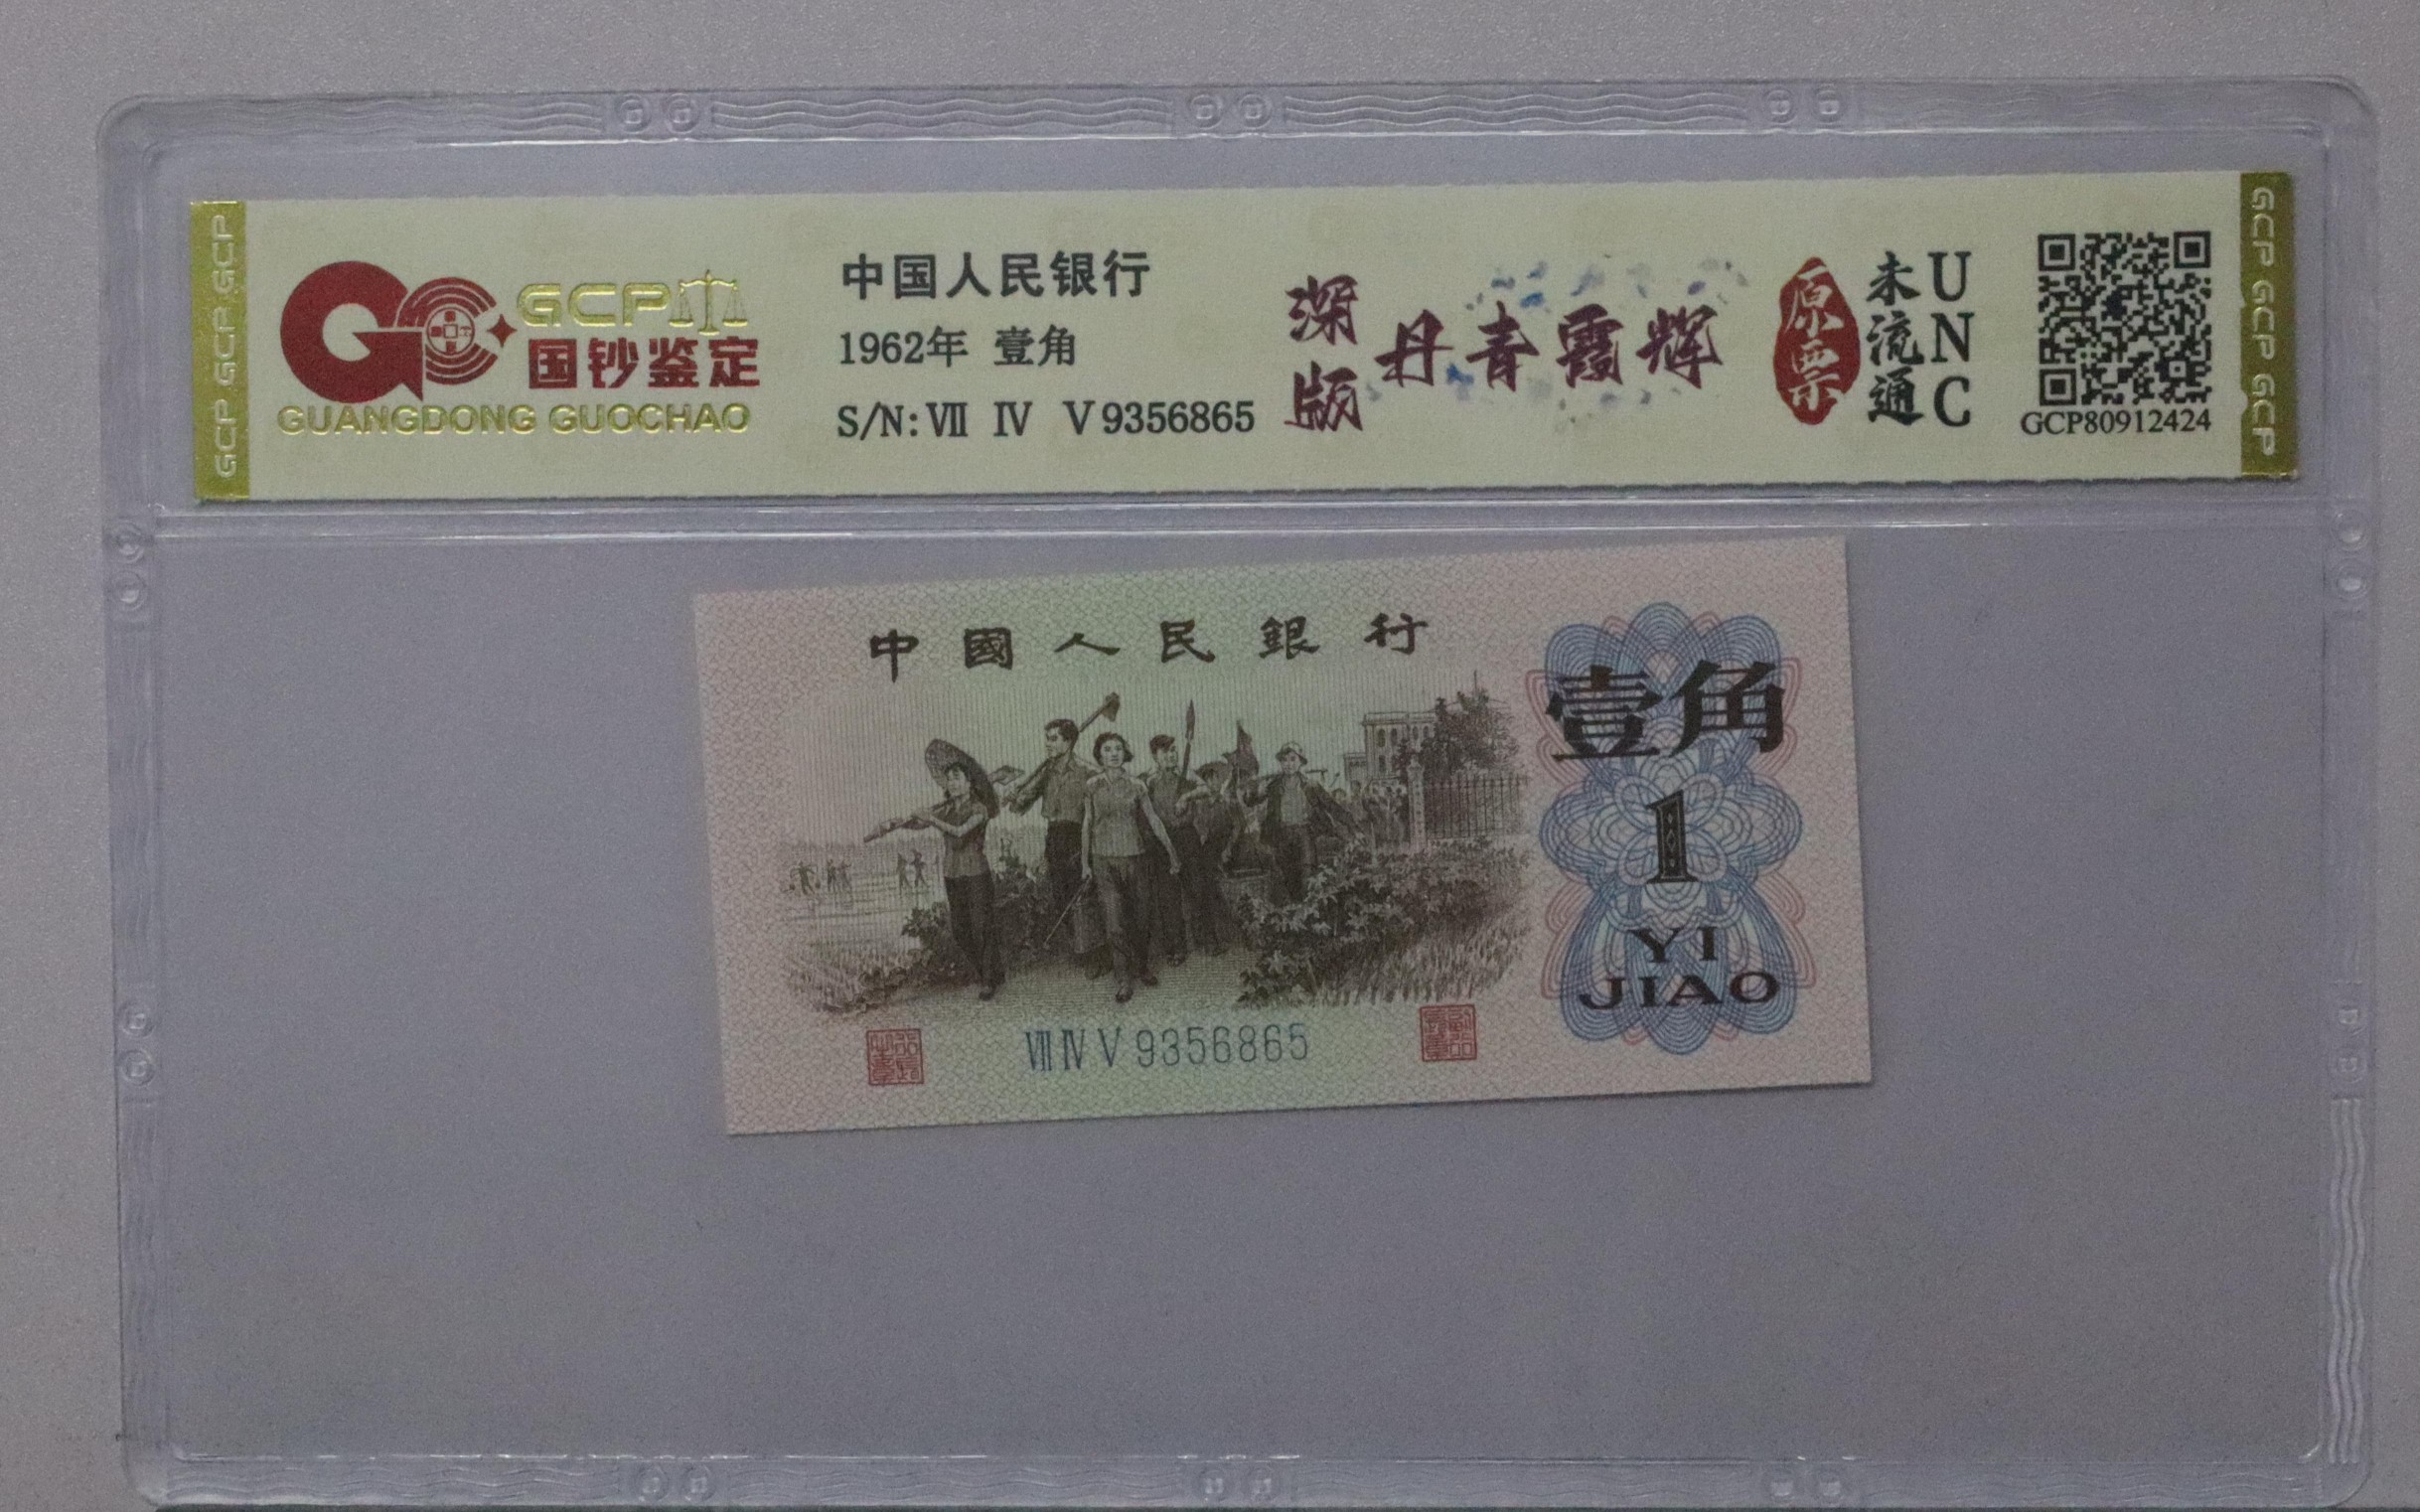 GCP GCP GCP
GCP
国钞鉴定
GUANGDONG GUOCHAO
中国人民银行
1962年 壹角
S/N: Ⅶ Ⅳ Ⅴ 9356865
深版
丹青霞辉
原票
未流通
UNC
GCP80912424
GCP GCP GCP
中國人民銀行
壹角
1
YI
JIAO
Ⅶ Ⅳ Ⅴ 9356865